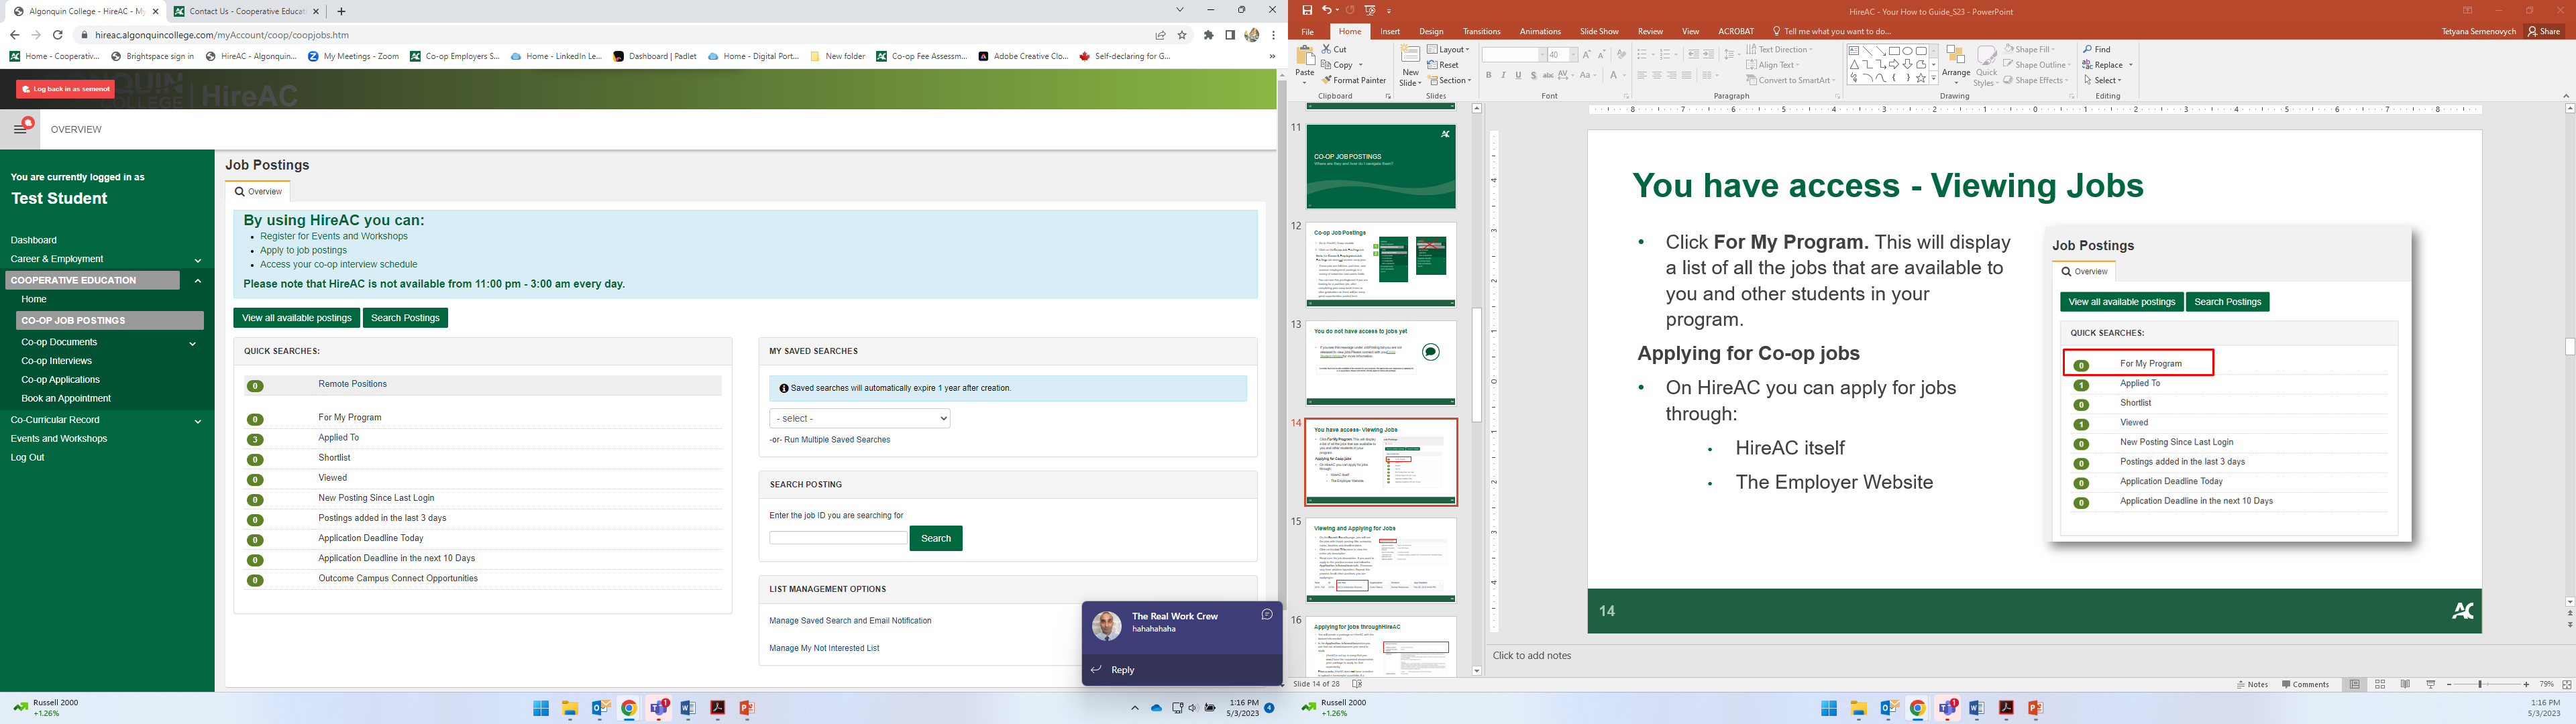 Algonquin College - HireAC - My
Contact Us - Cooperative Educati
hireac.algonquincollege.com/myAccount/coop/coopjobs.htm
Home - Cooperativ...
Brightspace sign in
HireAC - Algonquin...
My Meetings - Zoom
Co-op Employers S...
Home - LinkedIn Le...
Dashboard | Padlet
Home - Digital Port...
New folder
Co-op Fee Assessm...
Adobe Creative Clo...
Self-declaring for G...
Log back in as semenot
HireAC
OVERVIEW
You are currently logged in as
Test Student
Dashboard
Career & Employment
COOPERATIVE EDUCATION
Home
CO-OP JOB POSTINGS
Co-op Documents
Co-op Interviews
Co-op Applications
Book an Appointment
Co-Curricular Record
Events and Workshops
Log Out
Job Postings
Overview
By using HireAC you can:
• Register for Events and Workshops
• Apply to job postings
• Access your co-op interview schedule
Please note that HireAC is not available from 11:00 pm - 3:00 am every day.
View all available postings
Search Postings
QUICK SEARCHES:
0 Remote Positions
0 For My Program
3 Applied To
0 Shortlist
0 Viewed
0 New Posting Since Last Login
0 Postings added in the last 3 days
0 Application Deadline Today
0 Application Deadline in the next 10 Days
0 Outcome Campus Connect Opportunities
MY SAVED SEARCHES
Saved searches will automatically expire 1 year after creation.
- select -
-or- Run Multiple Saved Searches
SEARCH POSTING
Enter the job ID you are searching for
Search
LIST MANAGEMENT OPTIONS
Manage Saved Search and Email Notification
Manage My Not Interested List
The Real Work Crew
hahahahaha
Reply
Russell 2000
+1.26%
1:16 PM
5/3/2023
4
HireAC - Your How to Guide_S23 - PowerPoint
File Home Insert Design Transitions Animations Slide Show Review View ACROBAT Tell me what you want to do...
Tetyana Semenovych
Share
Paste
Cut
Copy
Format Painter
Clipboard
New Slide
Layout
Reset
Section
Slides
40
B I U S abc AV Aa A
Font
Text Direction
Align Text
Convert to SmartArt
Paragraph
Arrange
Quick Styles
Shape Fill
Shape Outline
Shape Effects
Drawing
Find
Replace
Select
Editing
11
CO-OP JOB POSTINGS
Where are they and how do I navigate them?
12
Co-op Job Postings
13
You do not have access to jobs yet
14
You have access- Viewing Jobs
15
Viewing and Applying for Jobs
16
Applying for jobs throughHireAC
You have access - Viewing Jobs
• Click For My Program. This will display
a list of all the jobs that are available to
you and other students in your
program.
Applying for Co-op jobs
• On HireAC you can apply for jobs
through:
• HireAC itself
• The Employer Website
Job Postings
Overview
View all available postings
Search Postings
QUICK SEARCHES:
0 For My Program
1 Applied To
0 Shortlist
1 Viewed
0 New Posting Since Last Login
0 Postings added in the last 3 days
0 Application Deadline Today
0 Application Deadline in the next 10 Days
14
AC
Click to add notes
Slide 14 of 28
Notes
Comments
79%
Russell 2000
+1.26%
1:16 PM
5/3/2023